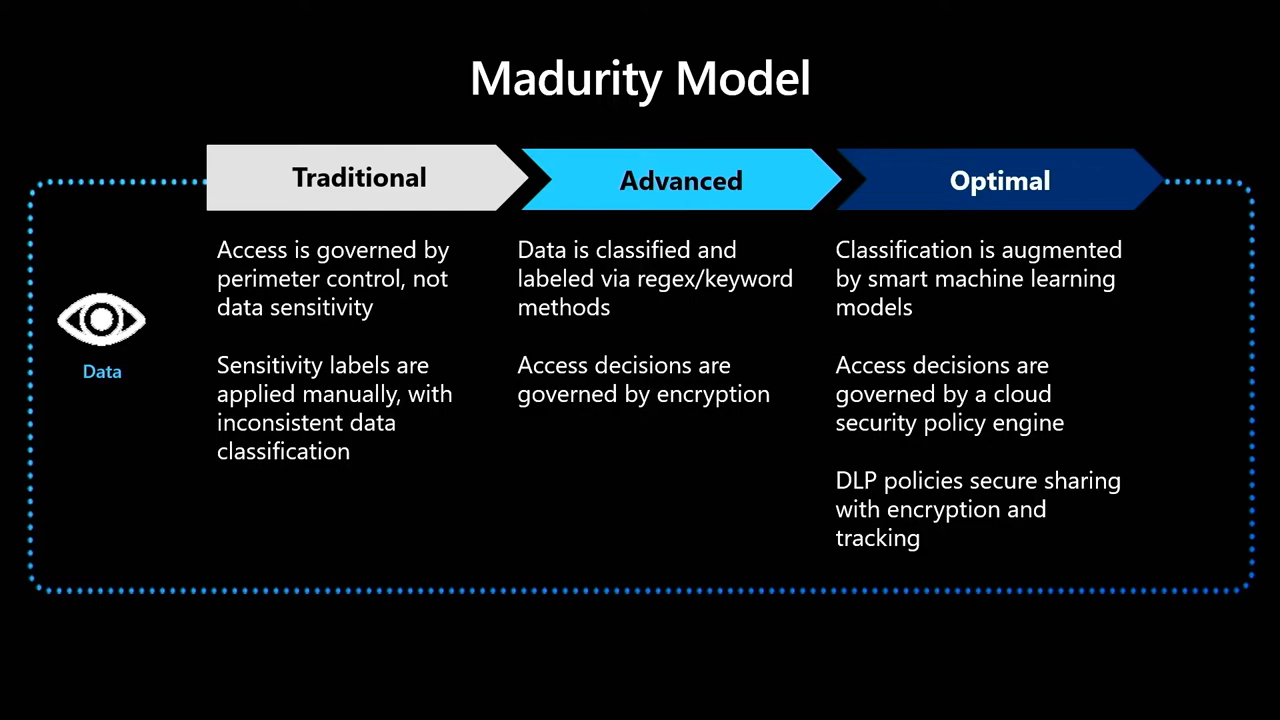 Madurity Model
Traditional
Advanced
Optimal
Data
Access is governed by
perimeter control, not
data sensitivity
Sensitivity labels are
applied manually, with
inconsistent data
classification
Data is classified and
labeled via regex/keyword
methods
Access decisions are
governed by encryption
Classification is augmented
by smart machine learning
models
Access decisions are
governed by a cloud
security policy engine
DLP policies secure sharing
with encryption and
tracking